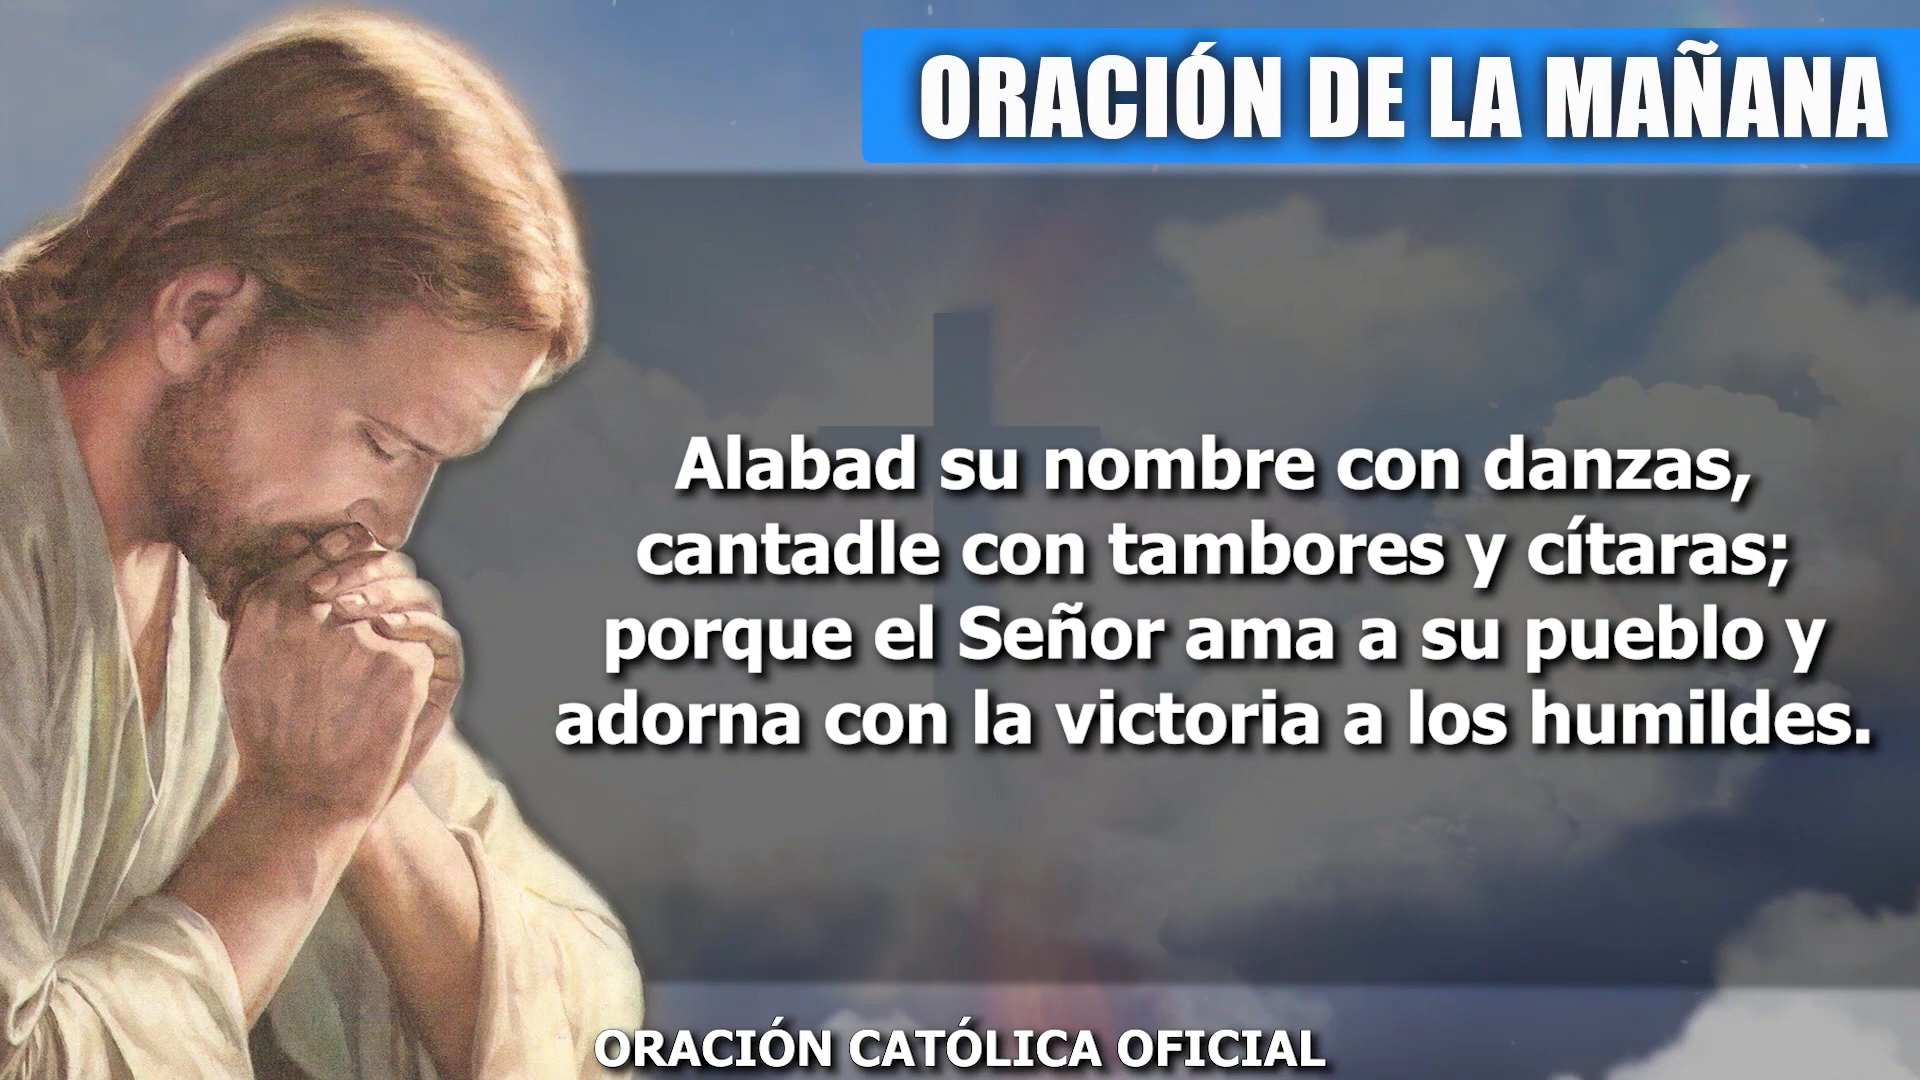 ORACIÓN DE LA MAÑANA
Alabad su nombre con danzas,
cantadle con tambores y cítaras;
porque el Señor ama a su pueblo y
adorna con la victoria a los humildes.
ORACIÓN CATÓLICA OFICIAL